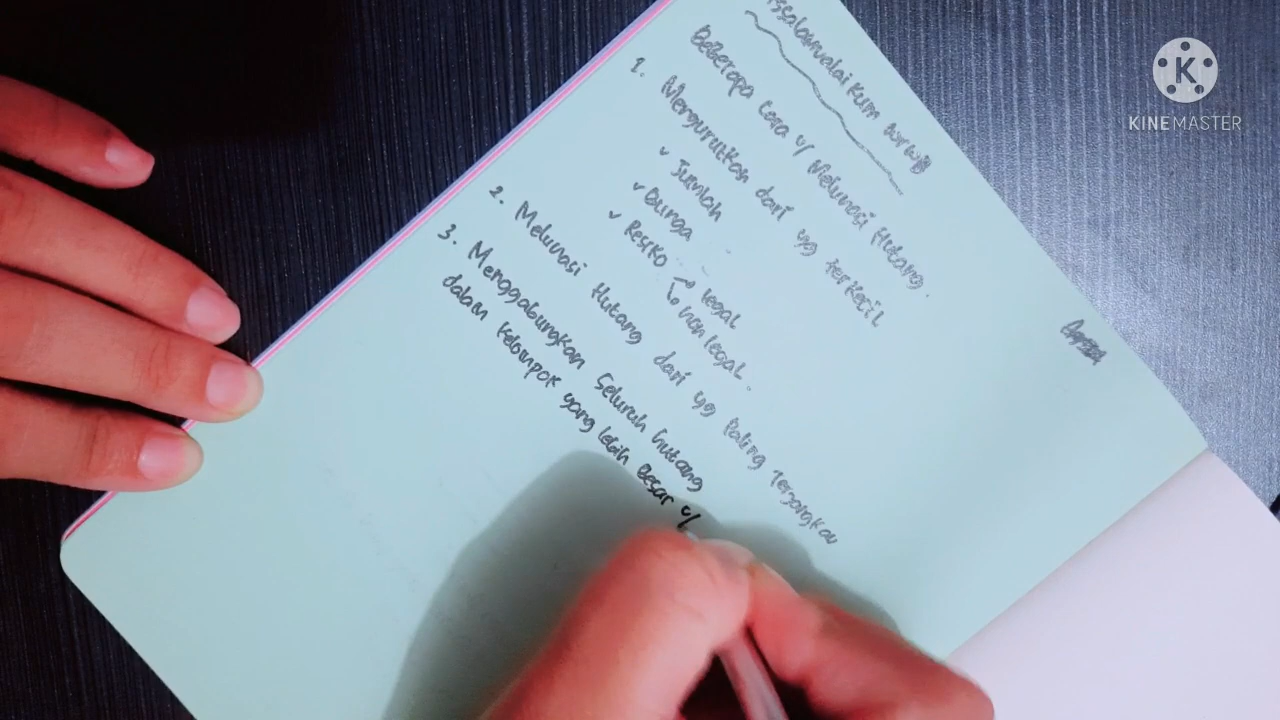 Assalamualaikum wr wb
Beberapa Cara u/ Melunasi Hutang.
1. Mengurutkan dari yg terkecil
✓ Jumlah
✓ Bunga
✓ Resiko → legal
↳ non legal.
2. Melunasi Hutang dari yg Paling Terjangkau
3. Menggabungkan Seluruh hutang
dalam Kelompok yang lebih Besar u/
KINEMASTER